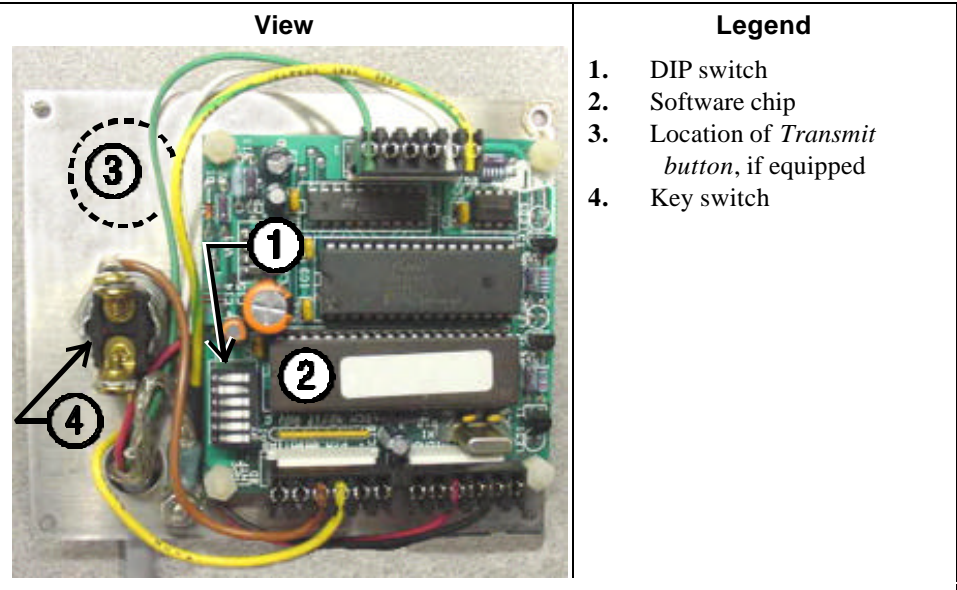 View
Legend
1. DIP switch
2. Software chip
3. Location of Transmit
button, if equipped
4. Key switch
3
1
2
4